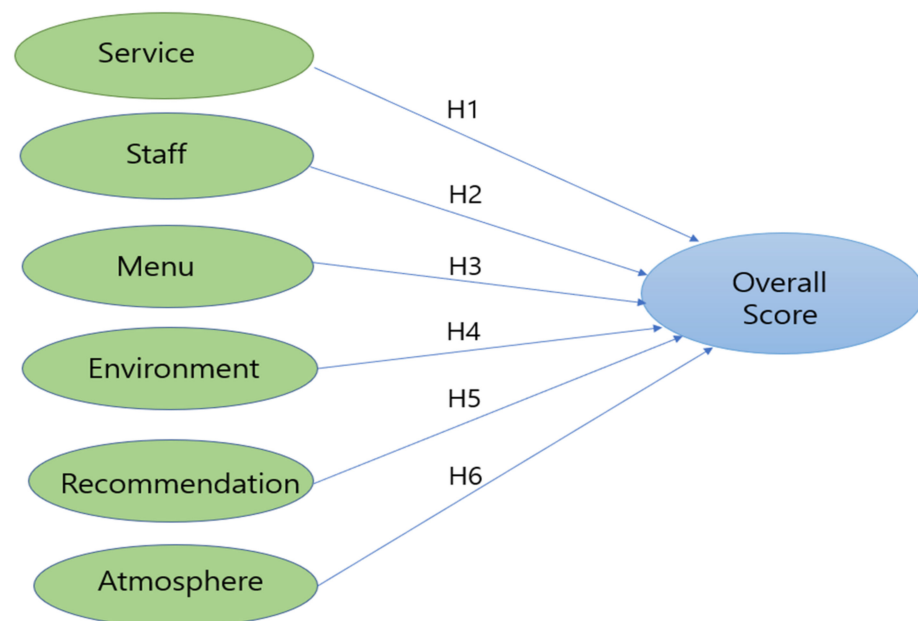 Service
H1
Staff
H2
Menu
H3
Overall
Score
Environment
H4
Recommendation
H5
Atmosphere
H6